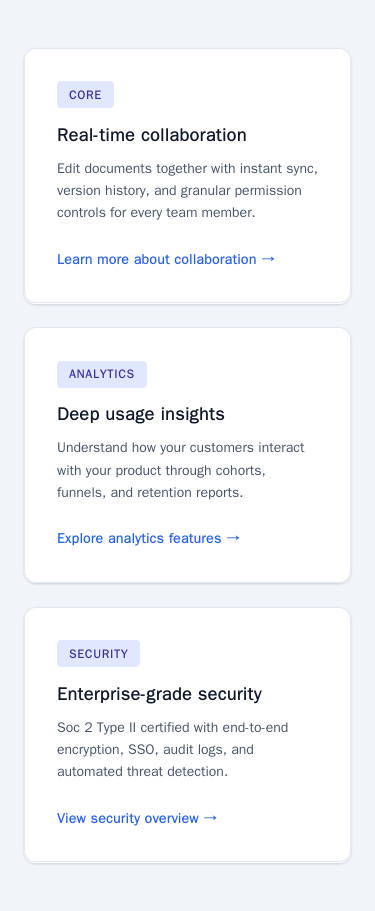 CORE
Real-time collaboration
Edit documents together with instant sync,
version history, and granular permission
controls for every team member.
Learn more about collaboration →
ANALYTICS
Deep usage insights
Understand how your customers interact
with your product through cohorts,
funnels, and retention reports.
Explore analytics features →
SECURITY
Enterprise-grade security
Soc 2 Type II certified with end-to-end
encryption, SSO, audit logs, and
automated threat detection.
View security overview →